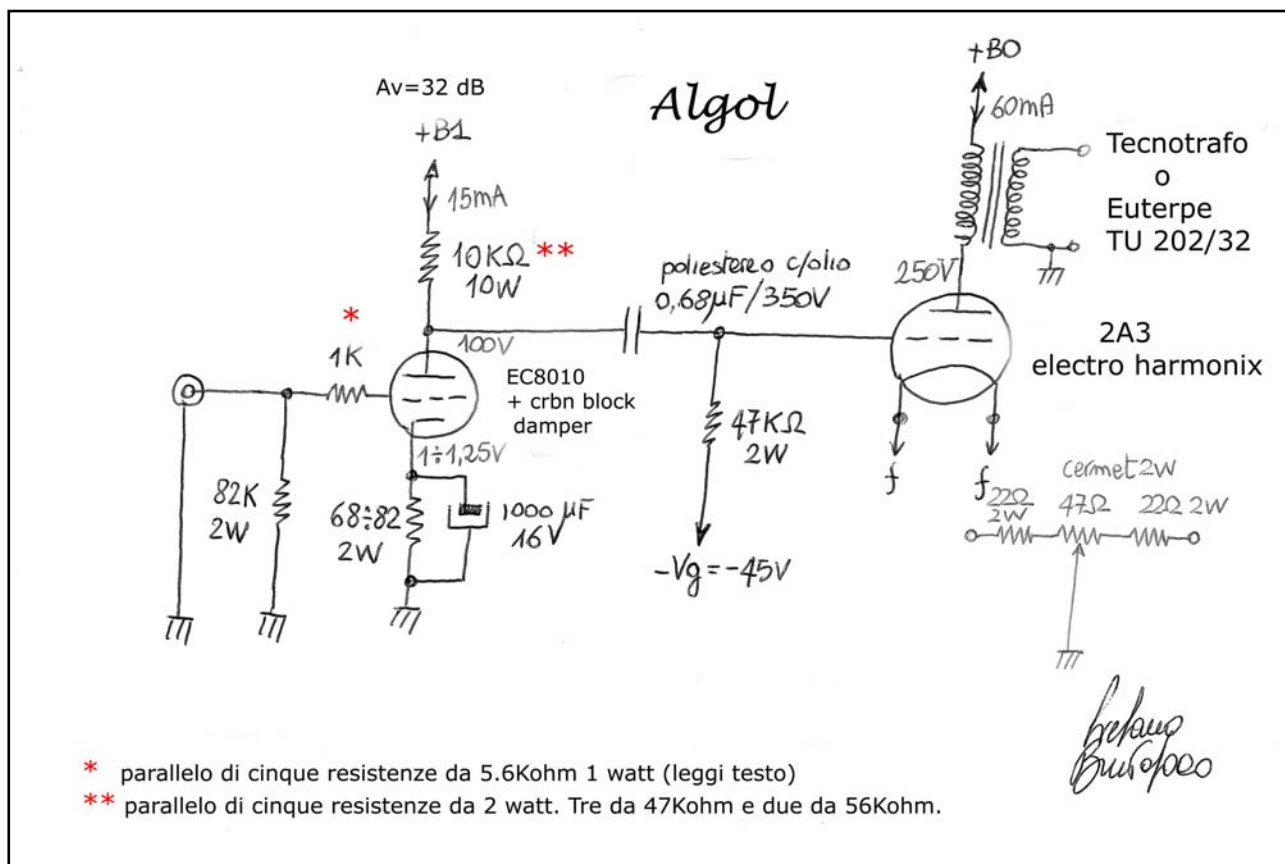 Algol
Av=32 dB
+B1
15mA
10KΩ **
10W
*
1K
100V
EC8010
+ crbn block
damper
1÷1,25V
82K
2W
68÷82
2W
1000 µF
16V
poliestereo c/olio
0,68µF/350V
47KΩ
2W
-Vg=-45V
+B0
60mA
250V
Tecnotrafo
o
Euterpe
TU 202/32
2A3
electro harmonix
f
f
cermet 2W
22Ω
2W
47Ω
22Ω 2W
* parallelo di cinque resistenze da 5.6Kohm 1 watt (leggi testo)
** parallelo di cinque resistenze da 2 watt. Tre da 47Kohm e due da 56Kohm.